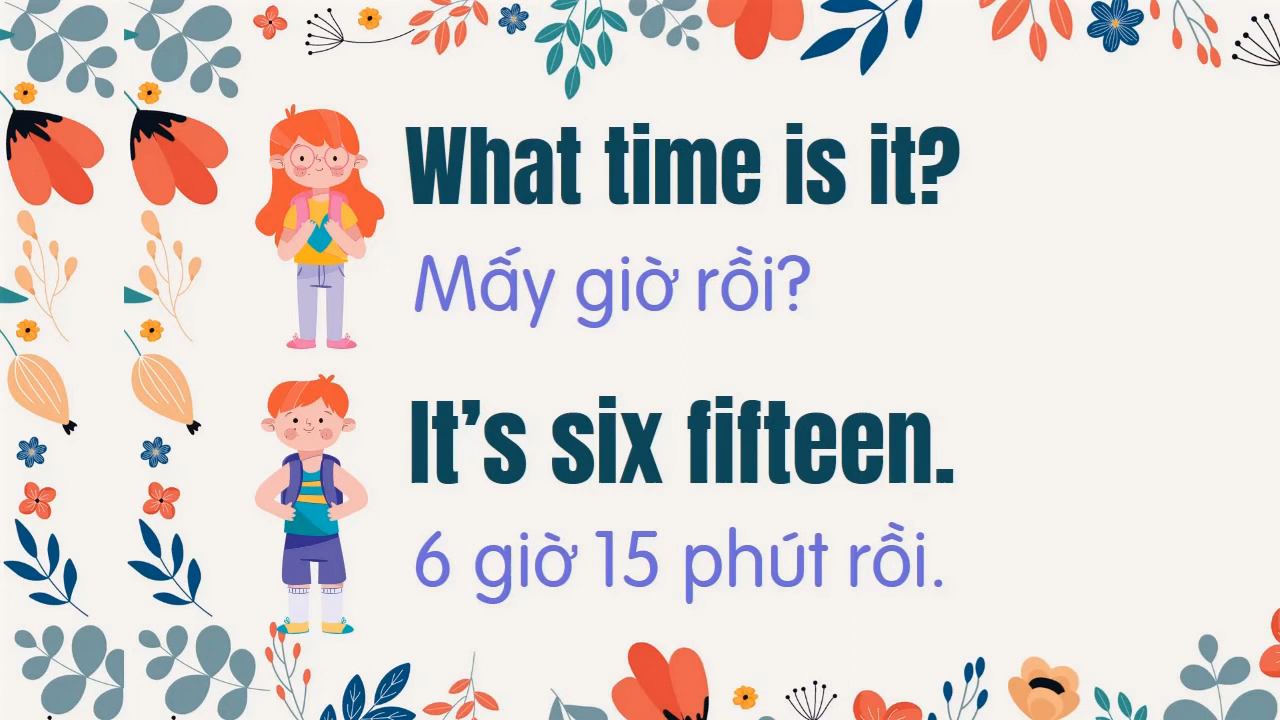 What time is it?
Mấy giờ rồi?
It’s six fifteen.
6 giờ 15 phút rồi.